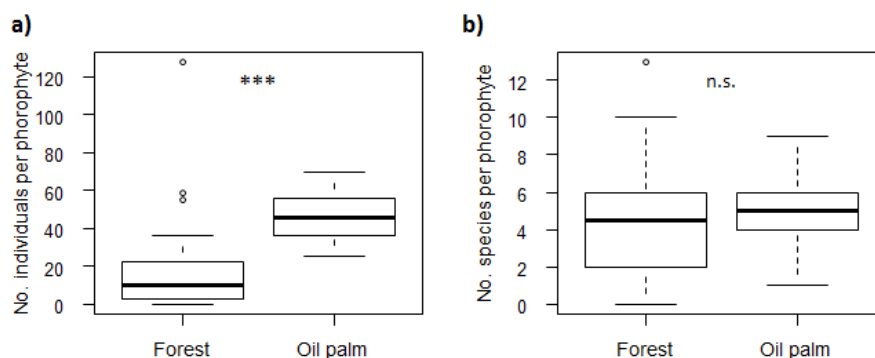 a)
No. individuals per phorophyte
120
100
80
60
40
20
0
***
Forest Oil palm
b)
No. species per phorophyte
12
10
8
6
4
2
0
n.s.
Forest Oil palm